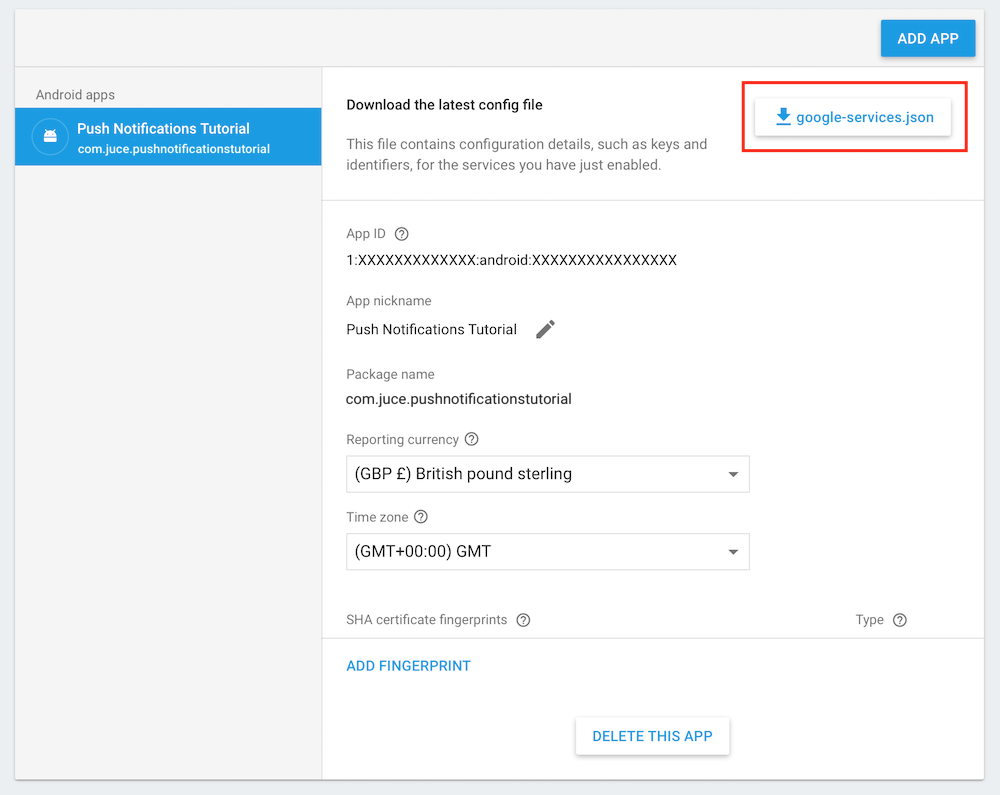 ADD APP
Android apps
Push Notifications Tutorial
com.juce.pushnotificationstutorial
Download the latest config file
google-services.json
This file contains configuration details, such as keys and
identifiers, for the services you have just enabled.
App ID ?
1:XXXXXXXXXXXXX:android:XXXXXXXXXXXXXXXX
App nickname
Push Notifications Tutorial
Package name
com.juce.pushnotificationstutorial
Reporting currency ?
(GBP £) British pound sterling
Time zone ?
(GMT+00:00) GMT
SHA certificate fingerprints ? Type ?
ADD FINGERPRINT
DELETE THIS APP